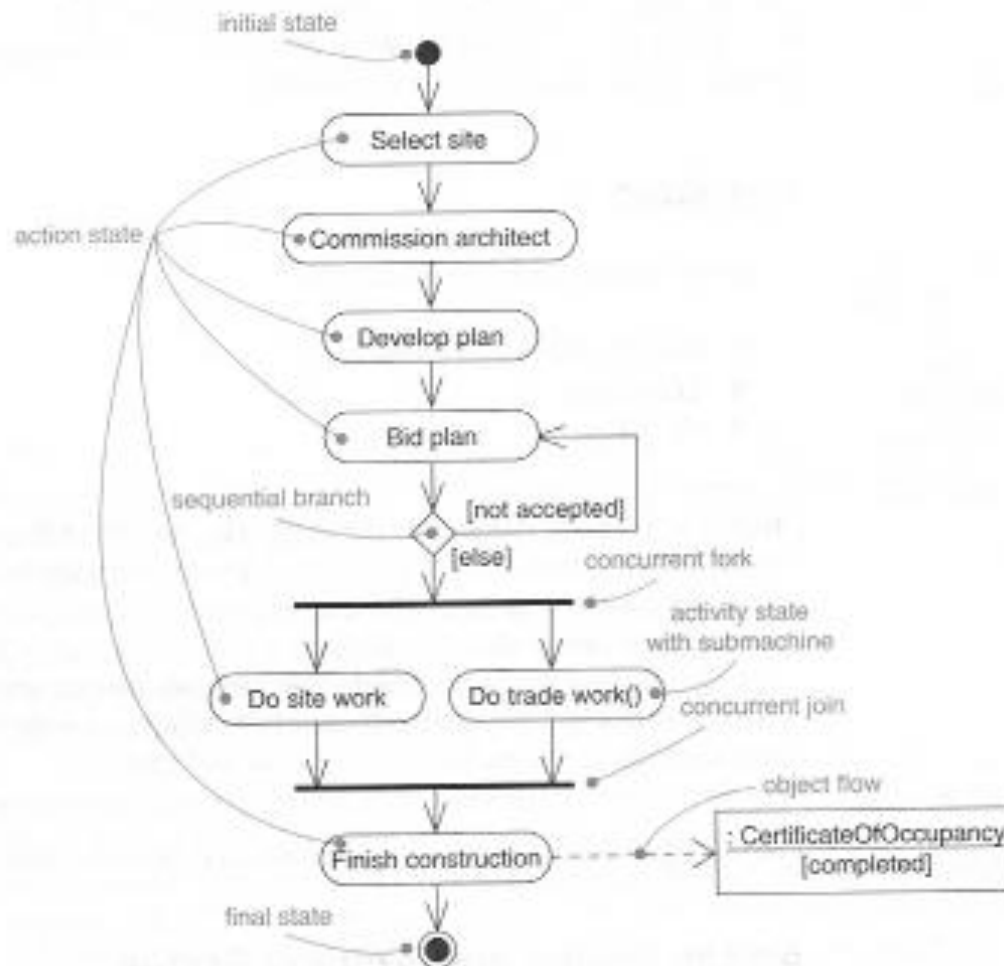 initial state
Select site
action state
Commission architect
Develop plan
Bid plan
sequential branch
[not accepted]
[else]
concurrent fork
activity state
with submachine
Do site work
Do trade work()
concurrent join
object flow
: CertificateOfOccupancy
[completed]
Finish construction
final state